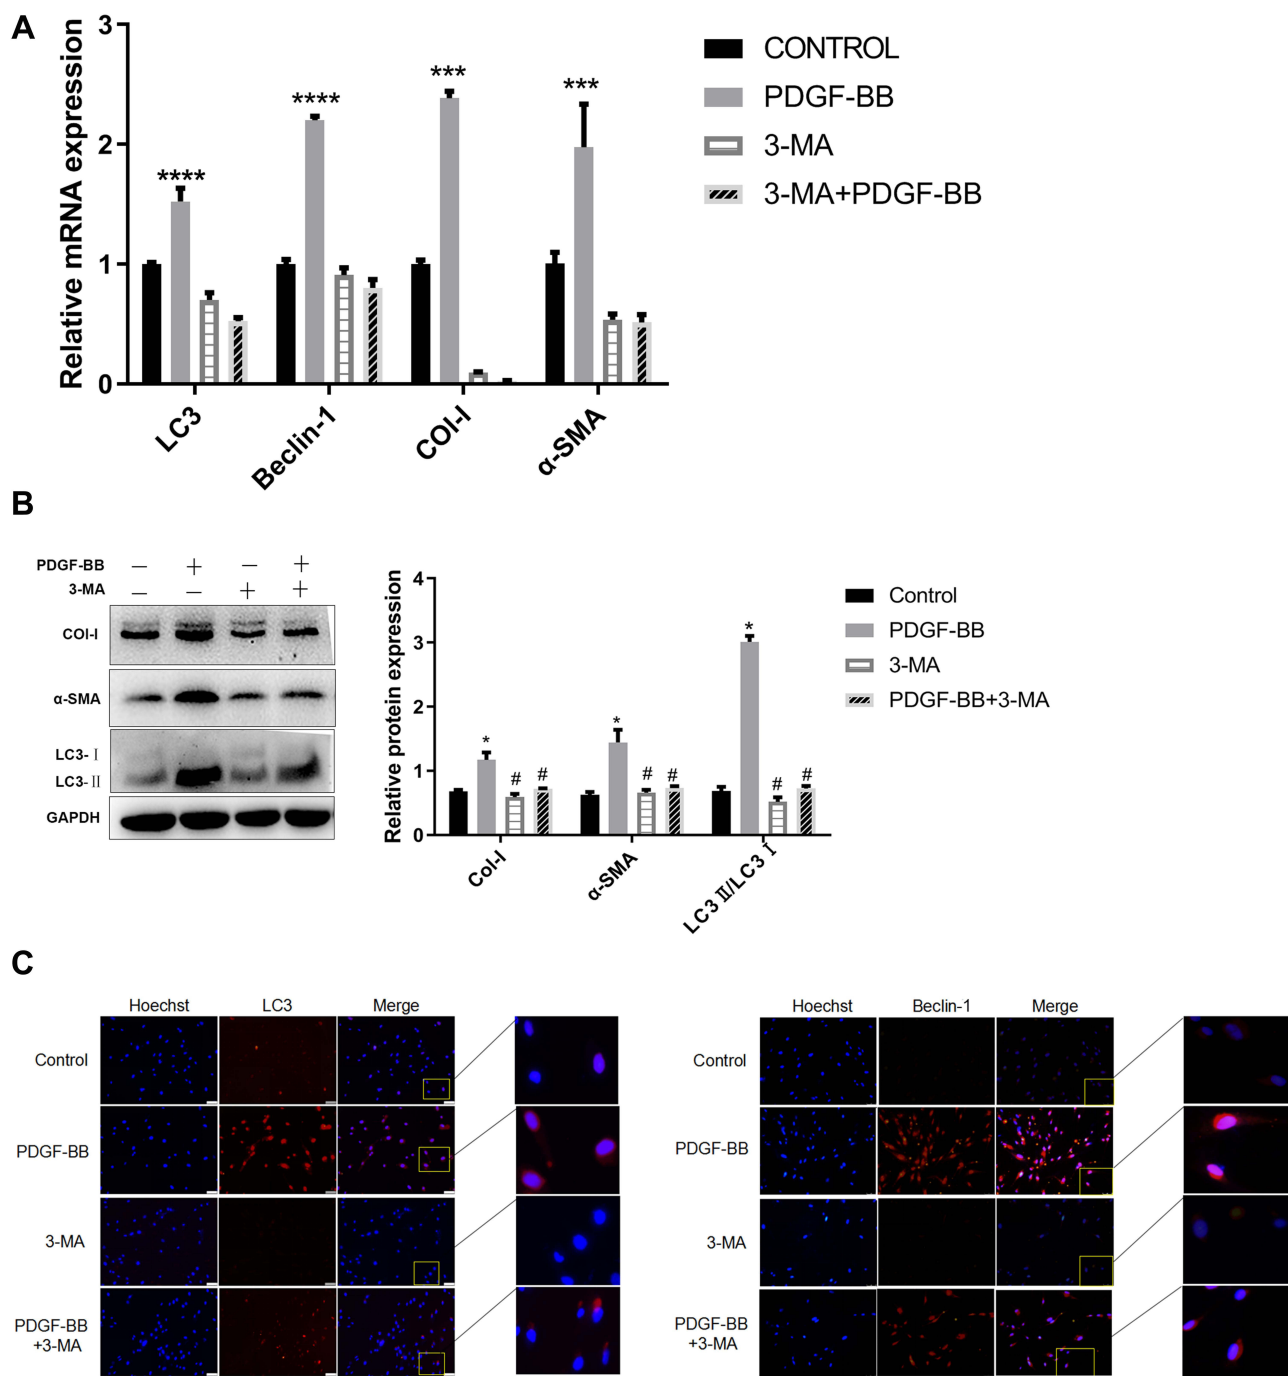 A
Relative mRNA expression
3
2
1
0
****
****
***
***
LC3
Beclin-1
COl-I
α-SMA
CONTROL
PDGF-BB
3-MA
3-MA+PDGF-BB
B
PDGF-BB — + — +
3-MA — — + +
COl-I
α-SMA
LC3-Ⅰ
LC3-Ⅱ
GAPDH
Relative protein expression
4
3
2
1
0
* # #
* # #
* # #
Col-I
α-SMA
LC3 Ⅱ/LC3 Ⅰ
Control
PDGF-BB
3-MA
PDGF-BB+3-MA
C
Hoechst LC3 Merge
Control
PDGF-BB
3-MA
PDGF-BB
+3-MA
Hoechst Beclin-1 Merge
Control
PDGF-BB
3-MA
PDGF-BB
+3-MA